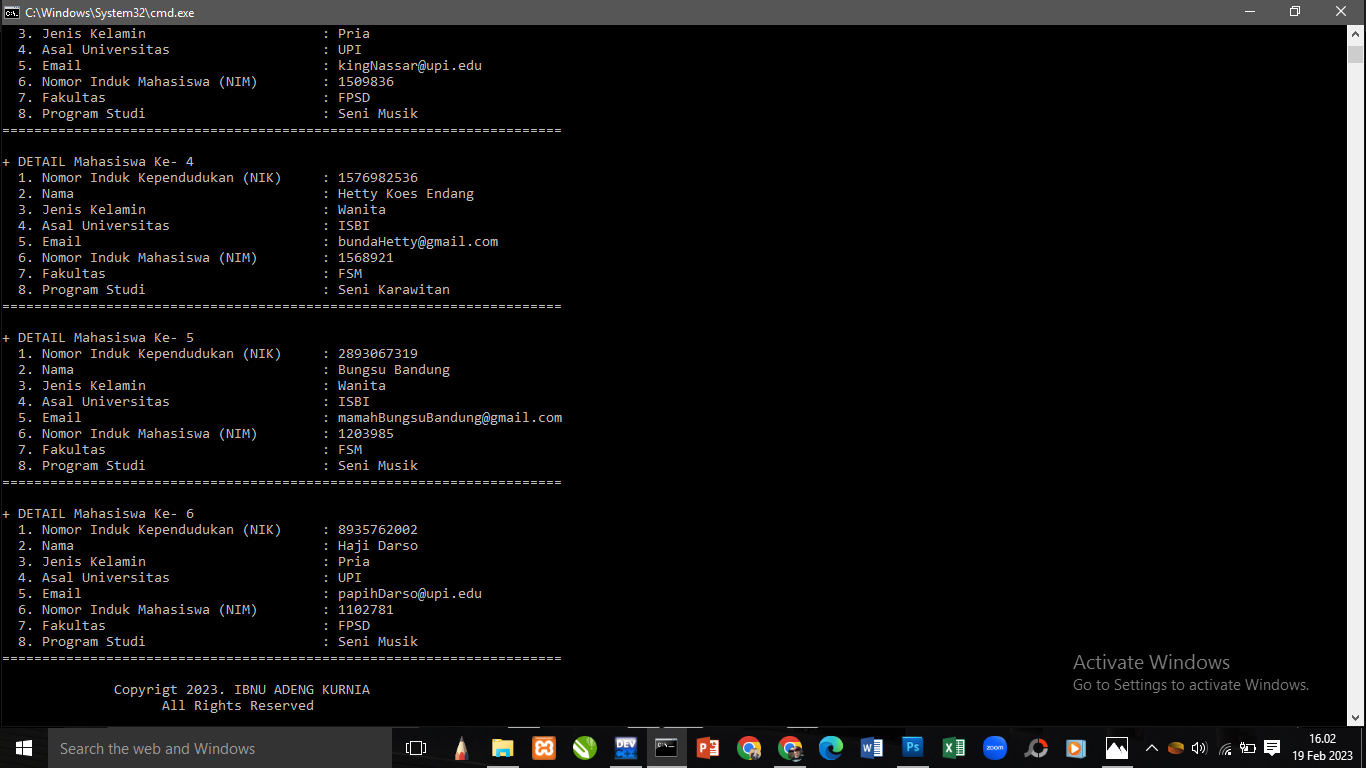 C:\Windows\System32\cmd.exe
3. Jenis Kelamin : Pria
4. Asal Universitas : UPI
5. Email : kingNassar@upi.edu
6. Nomor Induk Mahasiswa (NIM) : 1509836
7. Fakultas : FPSD
8. Program Studi : Seni Musik
======================================================================
+ DETAIL Mahasiswa Ke- 4
1. Nomor Induk Kependudukan (NIK) : 1576982536
2. Nama : Hetty Koes Endang
3. Jenis Kelamin : Wanita
4. Asal Universitas : ISBI
5. Email : bundaHetty@gmail.com
6. Nomor Induk Mahasiswa (NIM) : 1568921
7. Fakultas : FSM
8. Program Studi : Seni Karawitan
======================================================================
+ DETAIL Mahasiswa Ke- 5
1. Nomor Induk Kependudukan (NIK) : 2893067319
2. Nama : Bungsu Bandung
3. Jenis Kelamin : Wanita
4. Asal Universitas : ISBI
5. Email : mamahBungsuBandung@gmail.com
6. Nomor Induk Mahasiswa (NIM) : 1203985
7. Fakultas : FSM
8. Program Studi : Seni Musik
======================================================================
+ DETAIL Mahasiswa Ke- 6
1. Nomor Induk Kependudukan (NIK) : 8935762002
2. Nama : Haji Darso
3. Jenis Kelamin : Pria
4. Asal Universitas : UPI
5. Email : papihDarso@upi.edu
6. Nomor Induk Mahasiswa (NIM) : 1102781
7. Fakultas : FPSD
8. Program Studi : Seni Musik
======================================================================
Copyrigt 2023. IBNU ADENG KURNIA
All Rights Reserved
Activate Windows
Go to Settings to activate Windows.
Search the web and Windows
DEV
zoom
Ps
16.02
19 Feb 2023